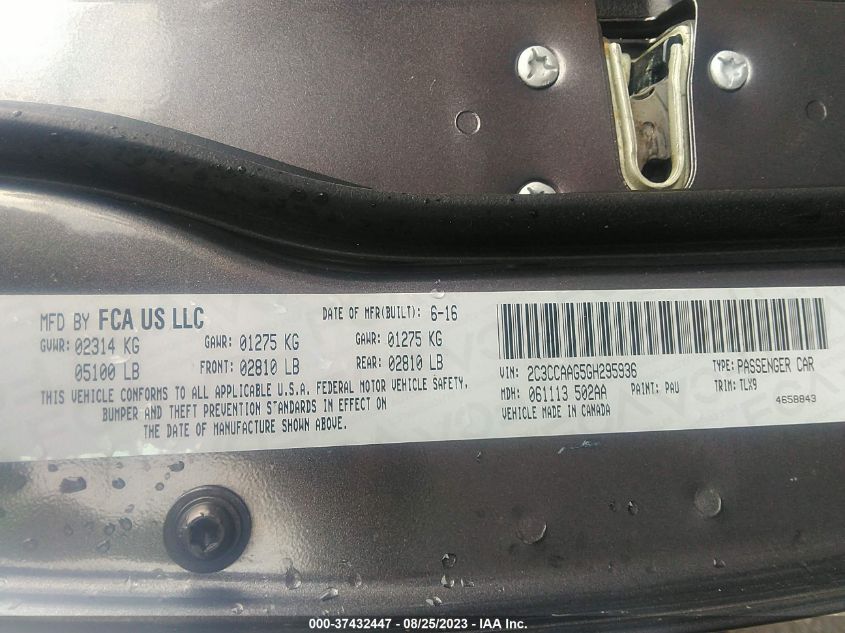 MFD BY FCA US LLC
DATE OF MFR(BUILT): 6-16
GVWR: 02314 KG
GAWR: 01275 KG
GAWR: 01275 KG
05100 LB
FRONT: 02810 LB
REAR: 02810 LB
THIS VEHICLE CONFORMS TO ALL APPLICABLE U.S.A. FEDERAL MOTOR VEHICLE SAFETY,
BUMPER AND THEFT PREVENTION STANDARDS IN EFFECT ON
THE DATE OF MANUFACTURE SHOWN ABOVE.
VIN: 2C3CCAAG5GH295936
TYPE: PASSENGER CAR
MDH: 061113 502AA
PAINT: PAU
TRIM: TLX9
VEHICLE MADE IN CANADA
4658843
000-37432447 - 08/25/2023 - IAA Inc.